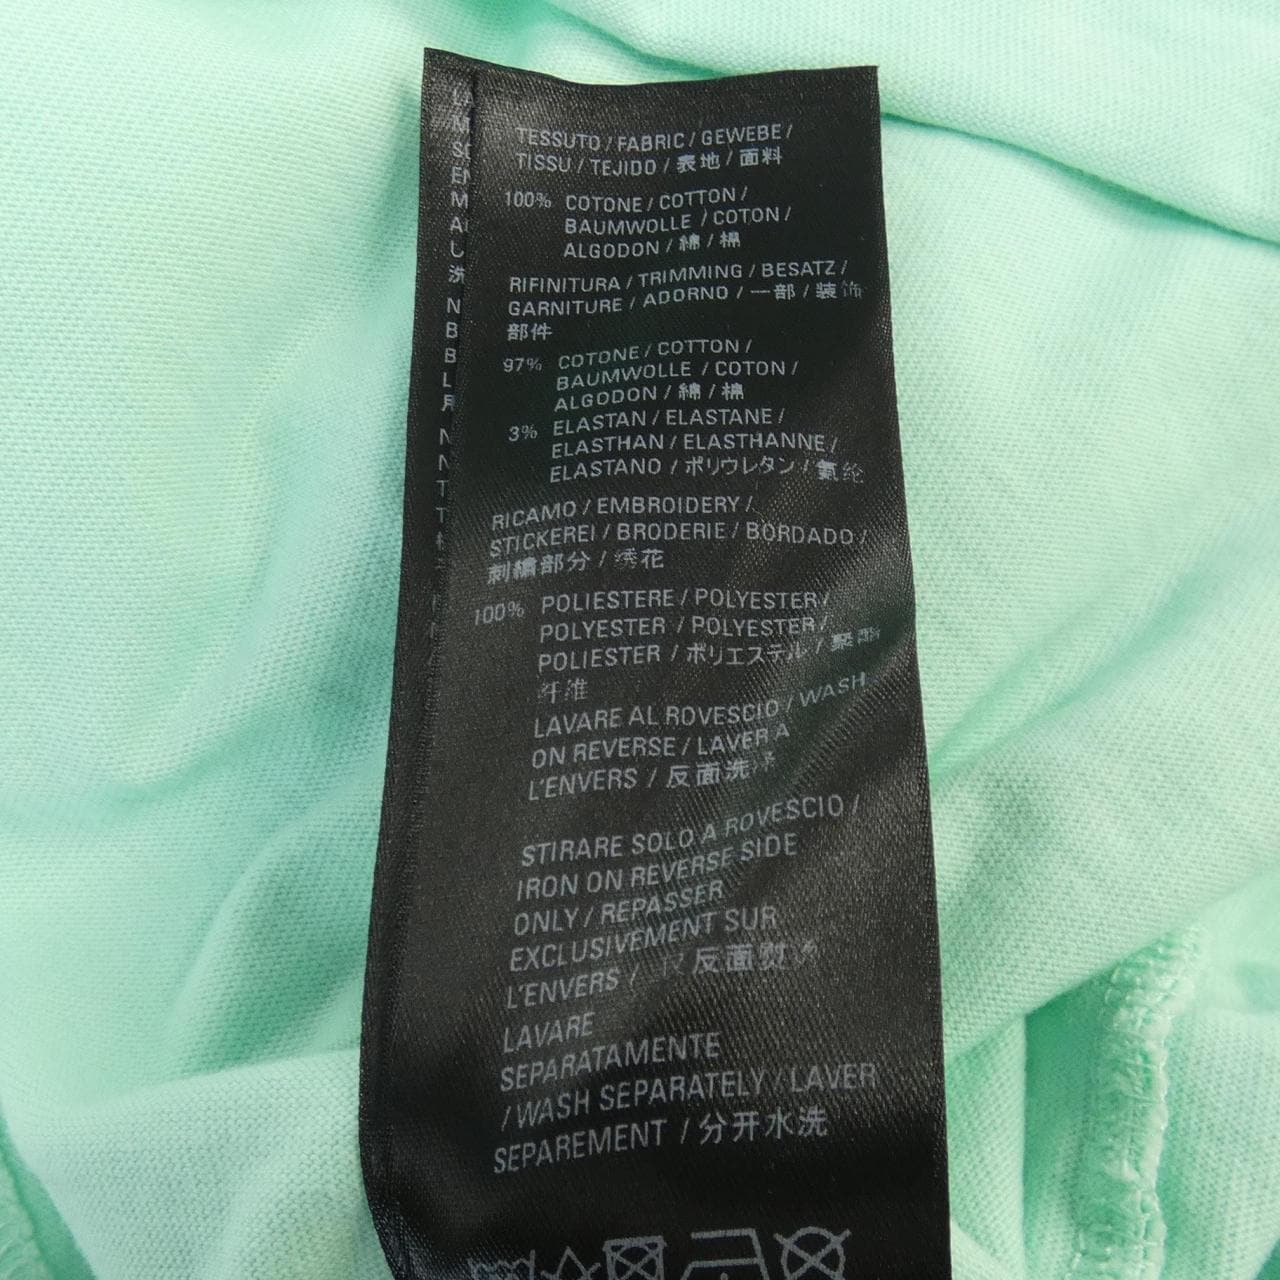 TESSUTO / FABRIC / GEWEBE /
TISSU / TEJIDO / 表地 / 面料
100% COTONE / COTTON /
BAUMWOLLE / COTON /
ALGODON / 綿 / 棉
RIFINITURA / TRIMMING / BESATZ /
GARNITURE / ADORNO / 一部 / 装饰
部件
97% COTONE / COTTON /
BAUMWOLLE / COTON /
ALGODON / 綿 / 棉
3% ELASTAN / ELASTANE /
ELASTHAN / ELASTHANNE /
ELASTANO / ポリウレタン / 氨纶
RICAMO / EMBROIDERY /
STICKEREI / BRODERIE / BORDADO /
刺繍部分 / 绣花
100% POLIESTERE / POLYESTER /
POLYESTER / POLYESTER /
POLIESTER / ポリエステル / 聚酯
纤维
LAVARE AL ROVESCIO / WASH
ON REVERSE / LAVER A
L'ENVERS / 反面洗
STIRARE SOLO A ROVESCIO /
IRON ON REVERSE SIDE
ONLY / REPASSER
EXCLUSIVEMENT SUR
L'ENVERS / 反面熨
LAVARE
SEPARATAMENTE
/ WASH SEPARATELY / LAVER
SEPAREMENT / 分开水洗